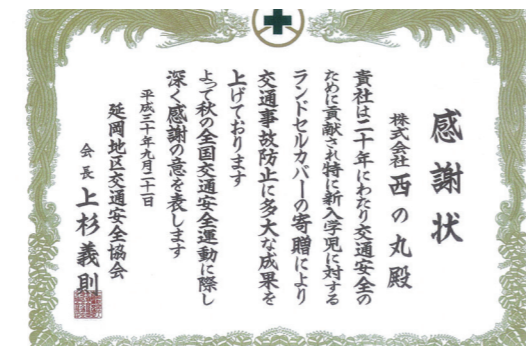 感謝状
株式会社 西の丸 殿
貴社は二十年にわたり交通安全の
ために貢献され特に新入学児に対する
ランドセルカバーの寄贈により
交通事故防止に多大な成果を
上げております
よって秋の全国交通安全運動に際し
深く感謝の意を表します
平成三十年九月二十一日
延岡地区交通安全協会
会長 上杉義則